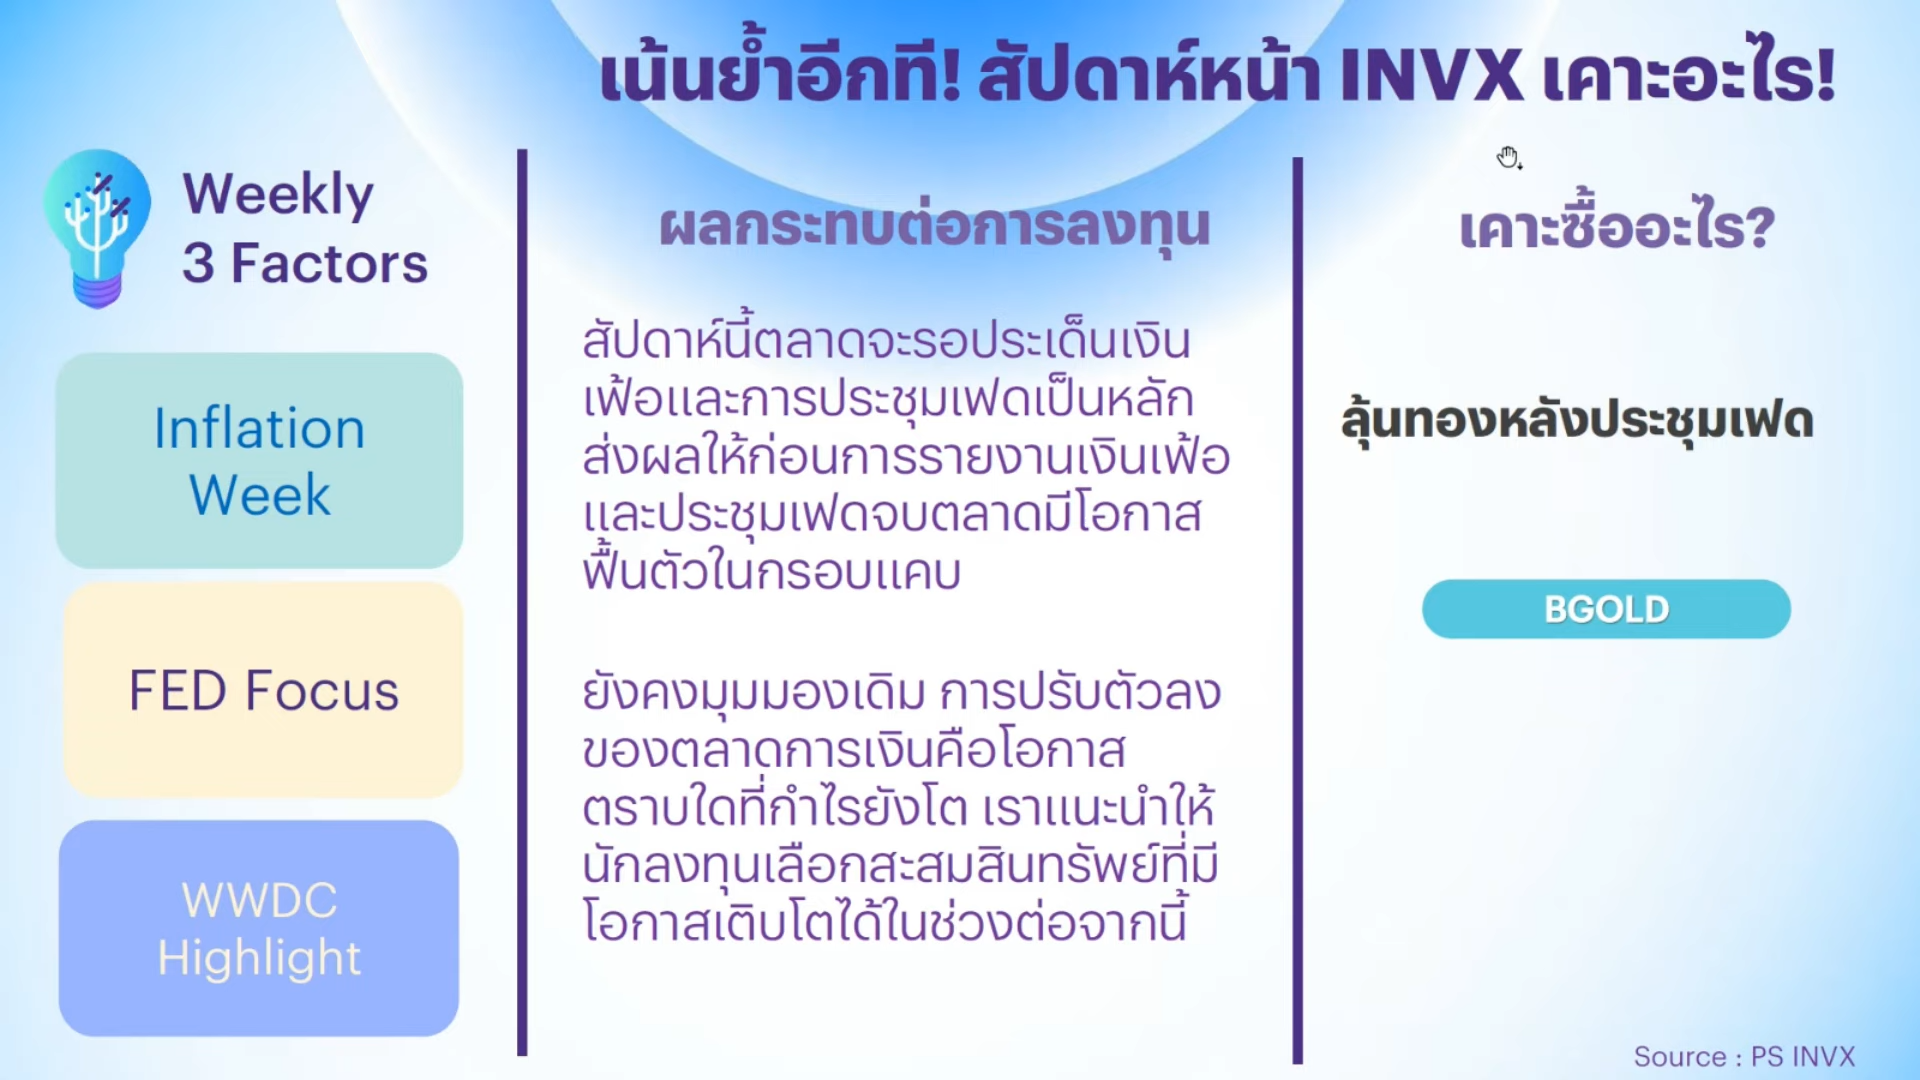 เน้นย้ำอีกที! สัปดาห์หน้า INVX เคาะอะไร!
Weekly
3 Factors
Inflation
Week
FED Focus
WWDC
Highlight
ผลกระทบต่อการลงทุน
สัปดาห์นี้ตลาดจะรอประเด็นเงิน
เฟ้อและการประชุมเฟดเป็นหลัก
ส่งผลให้ก่อนการรายงานเงินเฟ้อ
และประชุมเฟดจบตลาดมีโอกาส
ฟื้นตัวในกรอบแคบ
ยังคงมุมมองเดิม การปรับตัวลง
ของตลาดการเงินคือโอกาส
ตราบใดที่กำไรยังโต เราแนะนำให้
นักลงทุนเลือกสะสมสินทรัพย์ที่มี
โอกาสเติบโตได้ในช่วงต่อจากนี้
เคาะซื้ออะไร?
ลุ้นทองหลังประชุมเฟด
BGOLD
Source : PS INVX